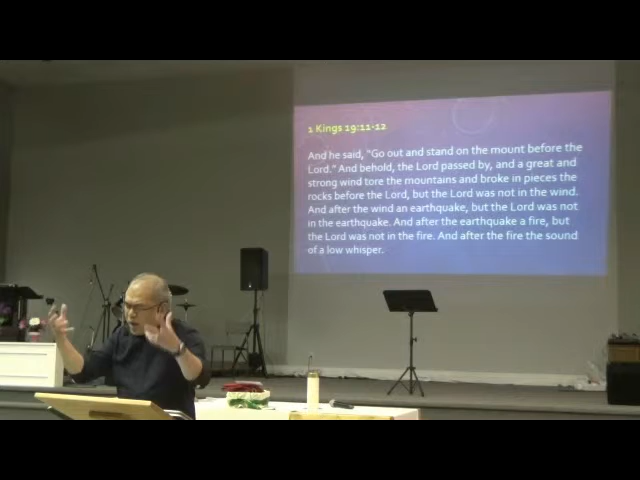 1 Kings 19:11-12
And he said, "Go out and stand on the mount before the
Lord." And behold, the Lord passed by, and a great and
strong wind tore the mountains and broke in pieces the
rocks before the Lord, but the Lord was not in the wind.
And after the wind an earthquake, but the Lord was not
in the earthquake. And after the earthquake a fire, but
the Lord was not in the fire. And after the fire the sound
of a low whisper.